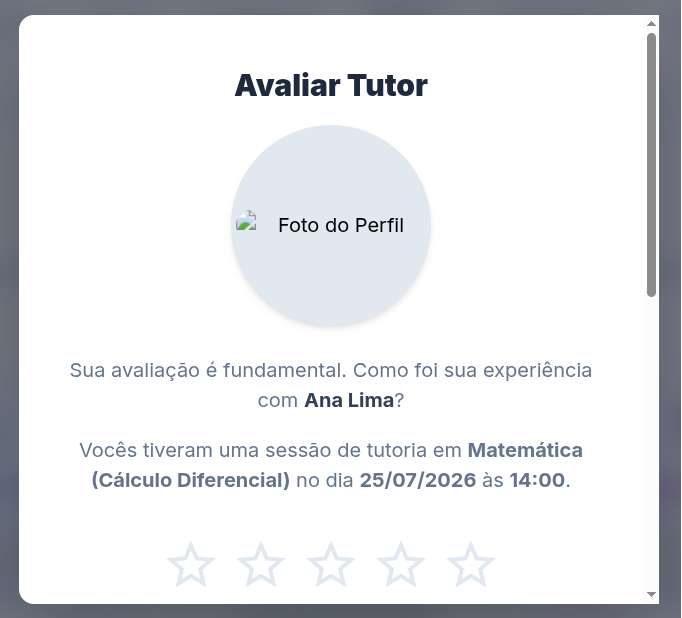 Avaliar Tutor
Foto do Perfil
Sua avaliação é fundamental. Como foi sua experiência
com Ana Lima?
Vocês tiveram uma sessão de tutoria em Matemática
(Cálculo Diferencial) no dia 25/07/2026 às 14:00.